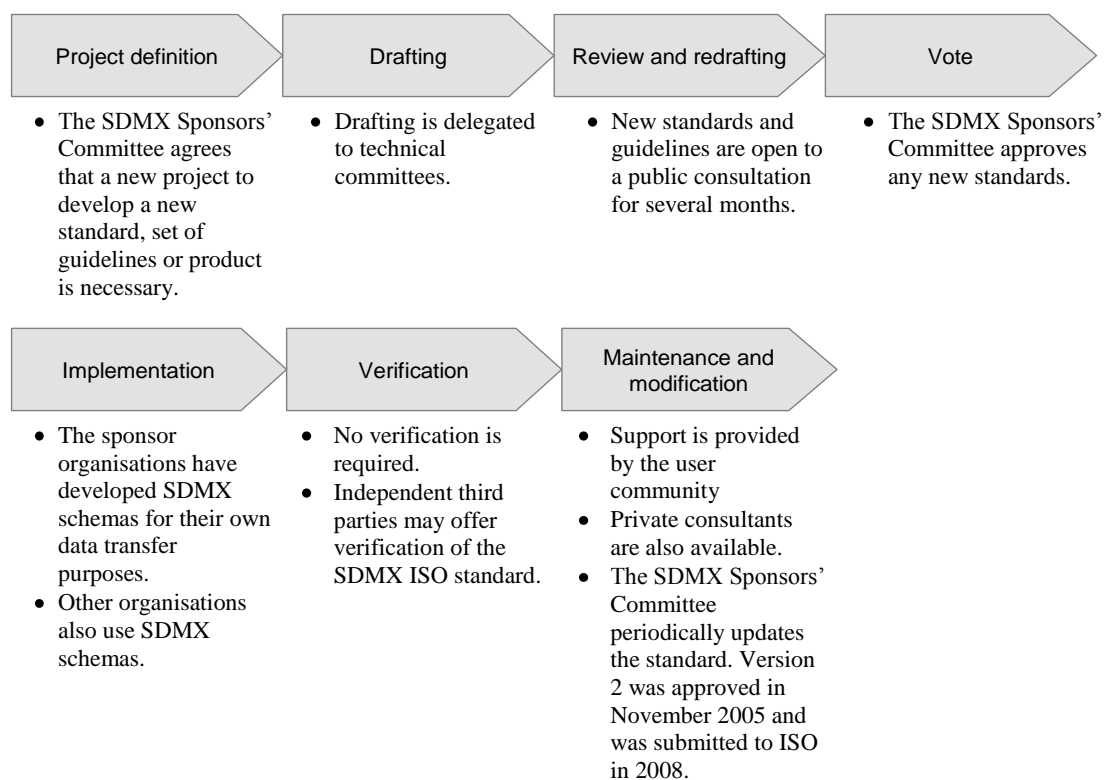 Project definition
Drafting
Review and redrafting
Vote
• The SDMX Sponsors’
Committee agrees
that a new project to
develop a new
standard, set of
guidelines or product
is necessary.
• Drafting is delegated
to technical
committees.
• New standards and
guidelines are open to
a public consultation
for several months.
• The SDMX Sponsors’
Committee approves
any new standards.
Implementation
Verification
Maintenance and
modification
• The sponsor
organisations have
developed SDMX
schemas for their own
data transfer
purposes.
• Other organisations
also use SDMX
schemas.
• No verification is
required.
• Independent third
parties may offer
verification of the
SDMX ISO standard.
• Support is provided
by the user
community
• Private consultants
are also available.
• The SDMX Sponsors’
Committee
periodically updates
the standard. Version
2 was approved in
November 2005 and
was submitted to ISO
in 2008.